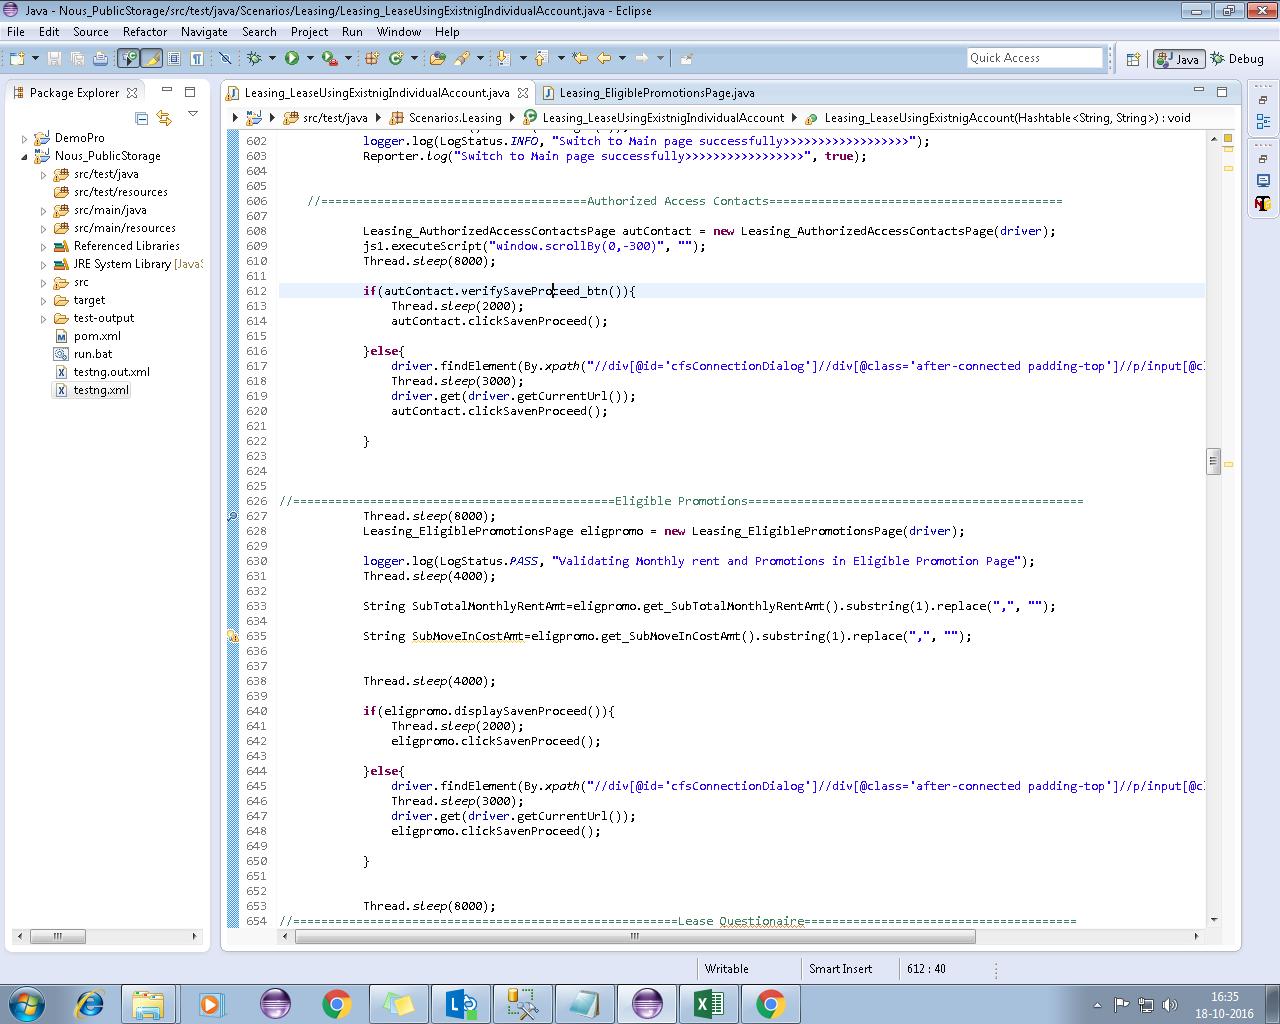 Java - Nous_PublicStorage/src/test/java/Scenarios/Leasing/Leasing_LeaseUsingExistnigIndividualAccount.java - Eclipse
File Edit Source Refactor Navigate Search Project Run Window Help
Quick Access
Java
Debug
Package Explorer
Leasing_LeaseUsingExistnigIndividualAccount.java
Leasing_EligiblePromotionsPage.java
src/test/java
Scenarios.Leasing
Leasing_LeaseUsingExistnigIndividualAccount
Leasing_LeaseUsingExistnigAccount(Hashtable<String, String>) : void
DemoPro
Nous_PublicStorage
src/test/java
src/test/resources
src/main/java
src/main/resources
Referenced Libraries
JRE System Library [JavaS
src
target
test-output
pom.xml
run.bat
testng.out.xml
testng.xml
602 logger.log(LogStatus.INFO, "Switch to Main page successfully>>>>>>>>>>>>>>>>>>");
603 Reporter.log("Switch to Main page successfully>>>>>>>>>>>>>>>>>", true);
604
605
606 //======================================Authorized Access Contacts==========================================
607
608 Leasing_AuthorizedAccessContactsPage autContact = new Leasing_AuthorizedAccessContactsPage(driver);
609 js1.executeScript("window.scrollBy(0,-300)", "");
610 Thread.sleep(8000);
611
612 if(autContact.verifySaveProceed_btn()){
613 Thread.sleep(2000);
614 autContact.clickSavenProceed();
615
616 }else{
617 driver.findElement(By.xpath("//div[@id='cfsConnectionDialog']//div[@class='after-connected padding-top']//p/input[@cl
618 Thread.sleep(3000);
619 driver.get(driver.getCurrentUrl());
620 autContact.clickSavenProceed();
621
622 }
623
624
625
626 //==============================================Eligible Promotions================================================
627 Thread.sleep(8000);
628 Leasing_EligiblePromotionsPage eligpromo = new Leasing_EligiblePromotionsPage(driver);
629
630 logger.log(LogStatus.PASS, "Validating Monthly rent and Promotions in Eligible Promotion Page");
631 Thread.sleep(4000);
632
633 String SubTotalMonthlyRentAmt=eligpromo.get_SubTotalMonthlyRentAmt().substring(1).replace(",", "");
635 String SubMoveInCostAmt=eligpromo.get_SubMoveInCostAmt().substring(1).replace(",", "");
636
637
638 Thread.sleep(4000);
639
640 if(eligpromo.displaySavenProceed()){
641 Thread.sleep(2000);
642 eligpromo.clickSavenProceed();
643
644 }else{
645 driver.findElement(By.xpath("//div[@id='cfsConnectionDialog']//div[@class='after-connected padding-top']//p/input[@cl
646 Thread.sleep(3000);
647 driver.get(driver.getCurrentUrl());
648 eligpromo.clickSavenProceed();
649
650 }
651
652
653 Thread.sleep(8000);
654 //=======================================================Lease Questionaire=======================================
Writable
Smart Insert
612 : 40
16:35
18-10-2016